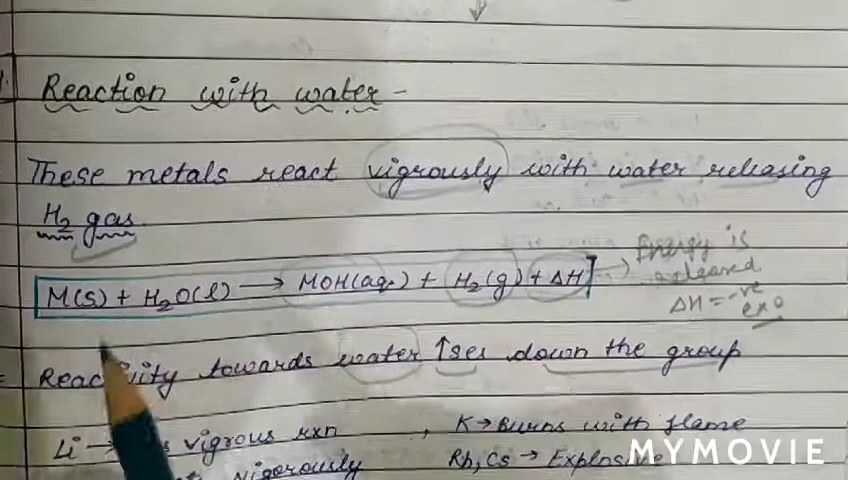 Reaction with water -
These metals react vigrously with water releasing
H₂ gas.
M(s) + H₂O(l) → MOH(aq.) + H₂(g) + ΔH
Energy is
released
ΔH = -ve
exo
Reactivity towards water ↑ses down the group
Li → vigrous rxn , K → Burns with flame
vigorously Rb, Cs → Explosive
MYMOVIE